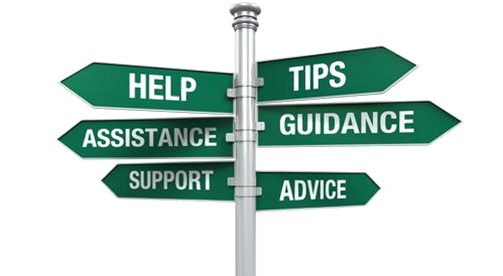 HELP
TIPS
ASSISTANCE
GUIDANCE
SUPPORT
ADVICE